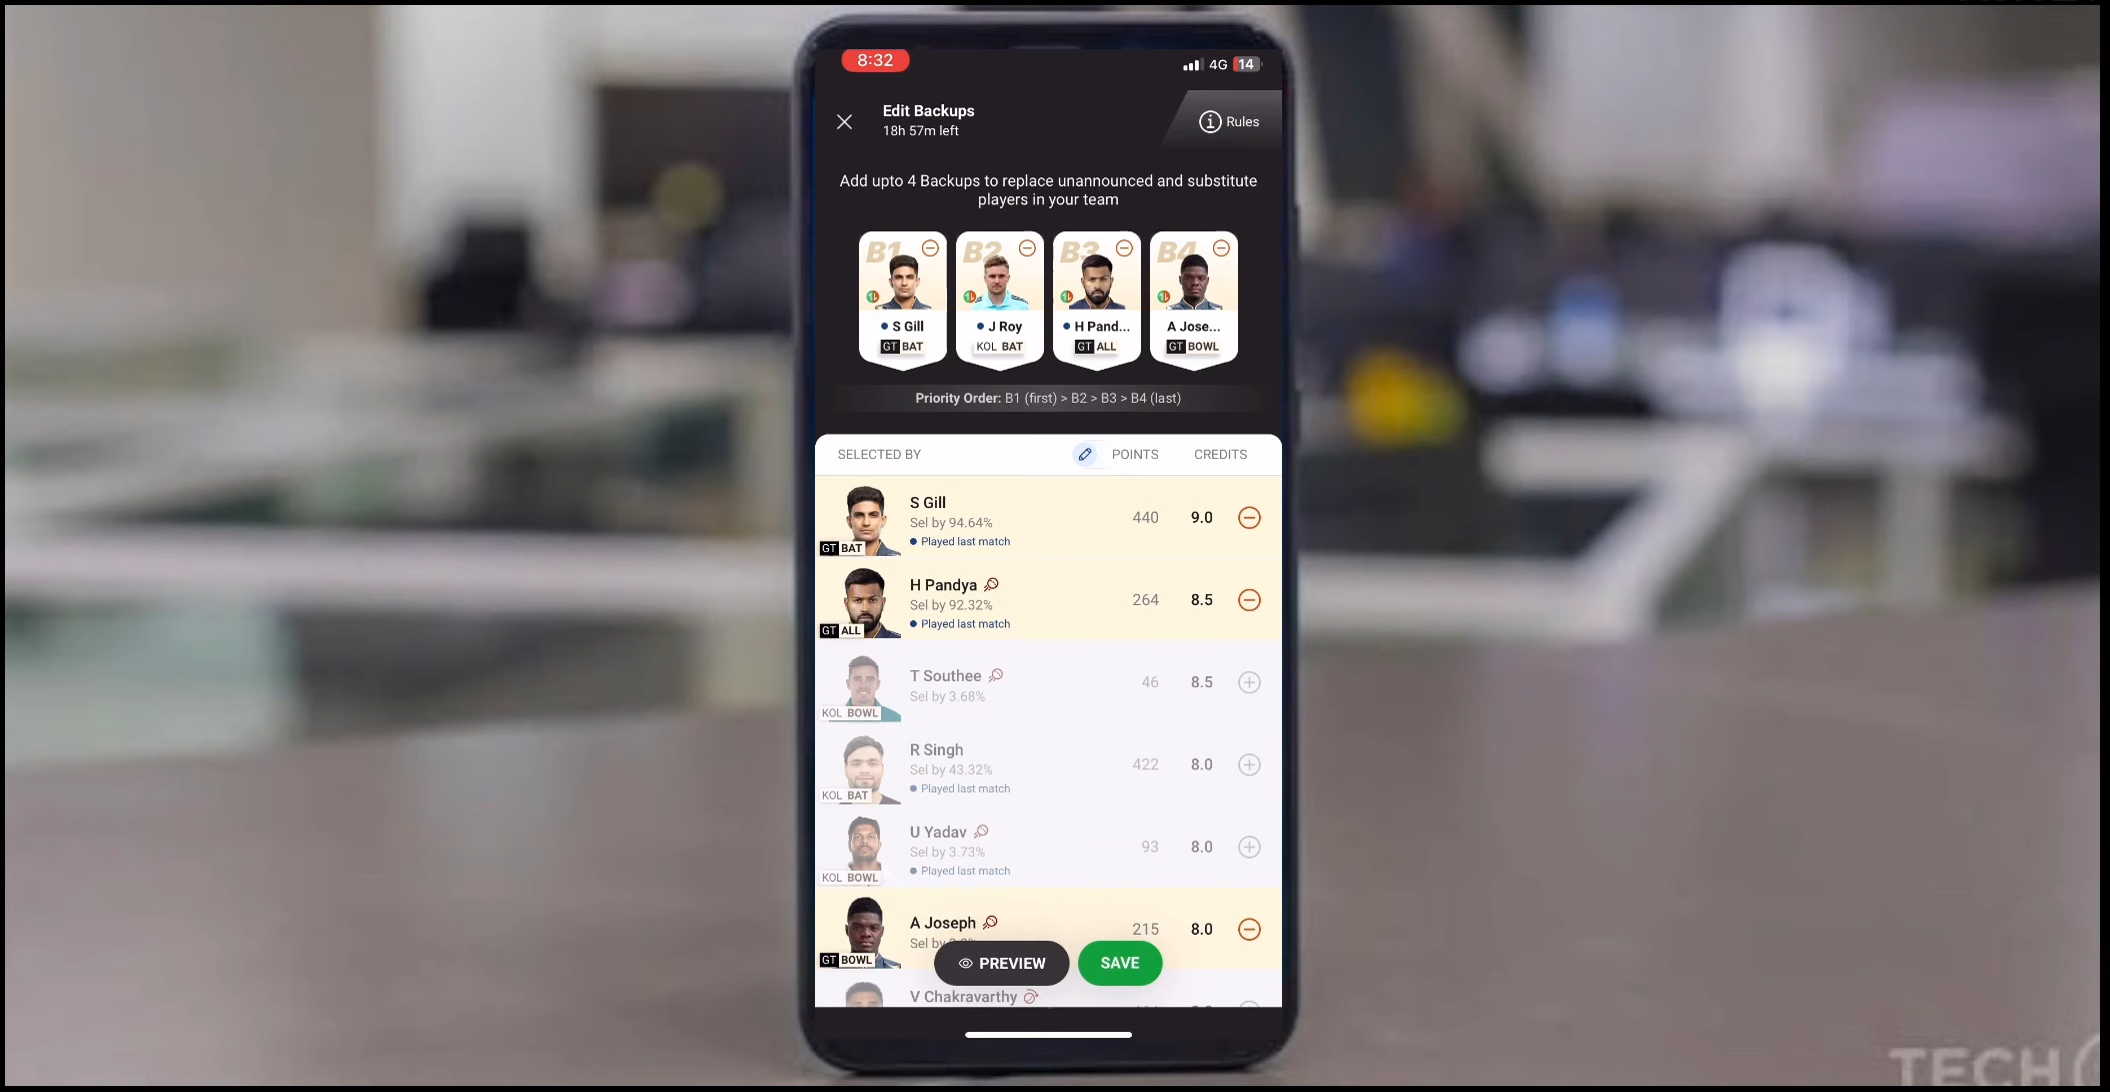 8:32
4G 14
Edit Backups
18h 57m left
Rules
Add upto 4 Backups to replace unannounced and substitute
players in your team
B1 B2 B3 B4
S Gill
GT BAT
J Roy
KOL BAT
H Pand...
GT ALL
A Jose...
GT BOWL
Priority Order: B1 (first) > B2 > B3 > B4 (last)
SELECTED BY POINTS CREDITS
S Gill
Sel by 94.64%
Played last match
GT BAT
440 9.0
H Pandya
Sel by 92.32%
Played last match
GT ALL
264 8.5
T Southee
Sel by 3.68%
KOL BOWL
46 8.5
R Singh
Sel by 43.32%
Played last match
KOL BAT
422 8.0
U Yadav
Sel by 3.73%
Played last match
KOL BOWL
93 8.0
A Joseph
Sel by
GT BOWL
215 8.0
PREVIEW
SAVE
V Chakravarthy
TECH